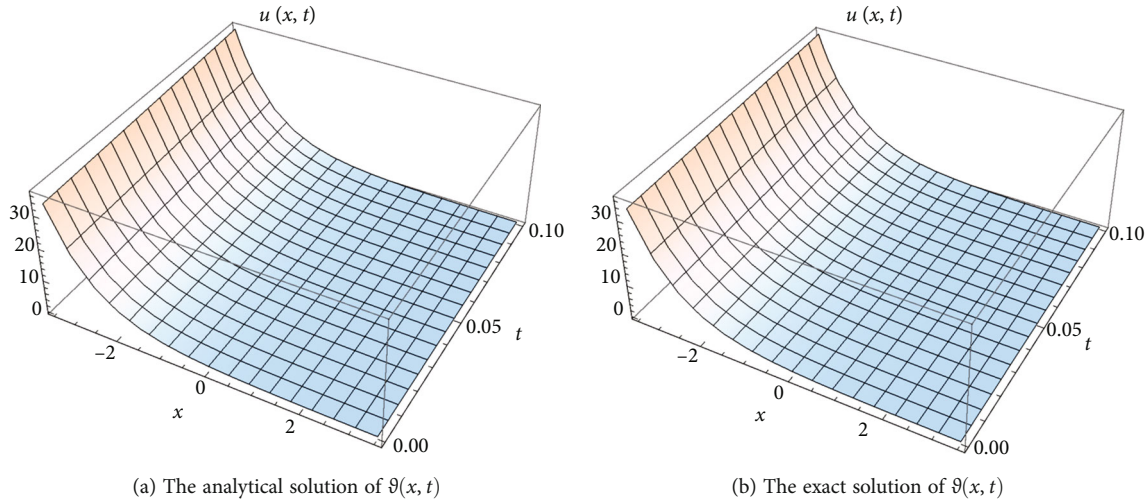 u (x, t)
30
20
10
0
–2
0
2
x
0.00
0.05
0.10
t
(a) The analytical solution of ϑ(x, t)
u (x, t)
30
20
10
0
–2
0
2
x
0.00
0.05
0.10
t
(b) The exact solution of ϑ(x, t)